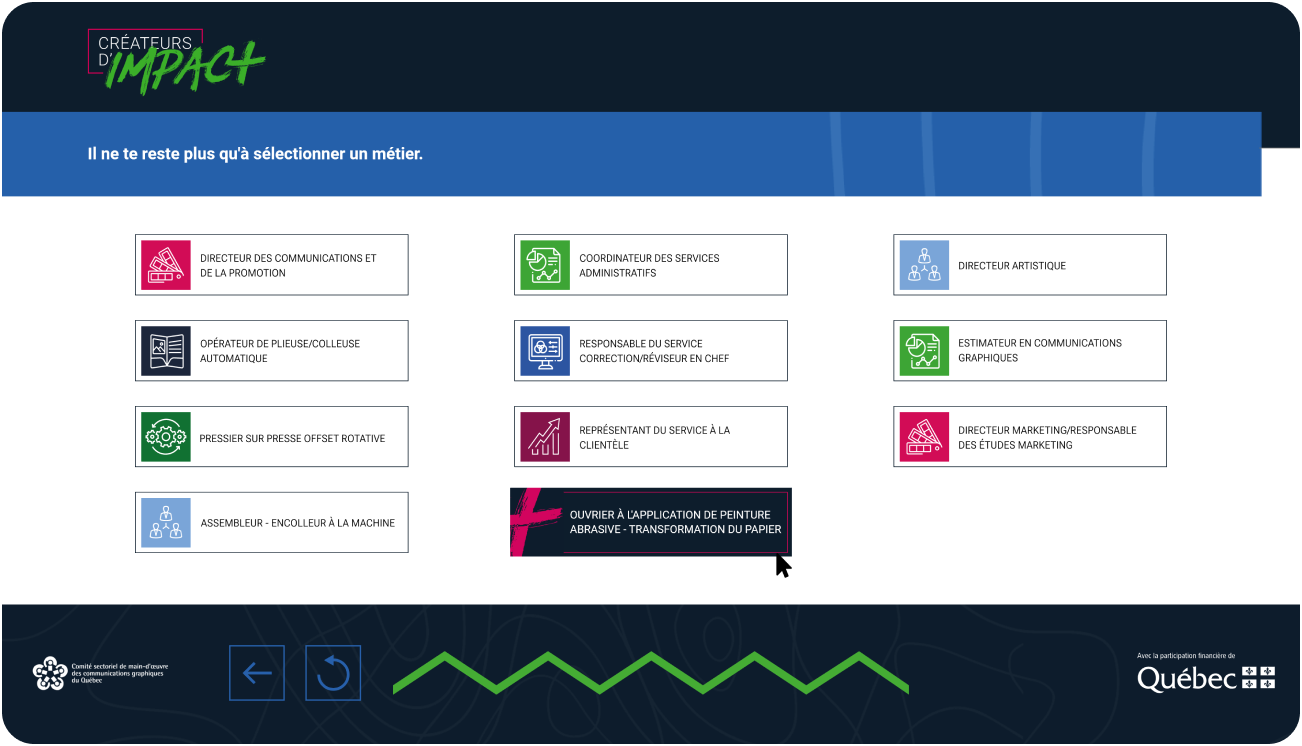 CRÉATEURS
D'IMPACT
Il ne te reste plus qu'à sélectionner un métier.
DIRECTEUR DES COMMUNICATIONS ET
DE LA PROMOTION
COORDINATEUR DES SERVICES
ADMINISTRATIFS
DIRECTEUR ARTISTIQUE
OPÉRATEUR DE PLIEUSE/COLLEUSE
AUTOMATIQUE
RESPONSABLE DU SERVICE
CORRECTION/RÉVISEUR EN CHEF
ESTIMATEUR EN COMMUNICATIONS
GRAPHIQUES
PRESSIER SUR PRESSE OFFSET ROTATIVE
REPRÉSENTANT DU SERVICE À LA
CLIENTÈLE
DIRECTEUR MARKETING/RESPONSABLE
DES ÉTUDES MARKETING
ASSEMBLEUR - ENCOLLEUR À LA MACHINE
OUVRIER À L'APPLICATION DE PEINTURE
ABRASIVE - TRANSFORMATION DU PAPIER
Comité sectoriel de main-d'œuvre
des communications graphiques
du Québec
Avec la participation financière de
Québec